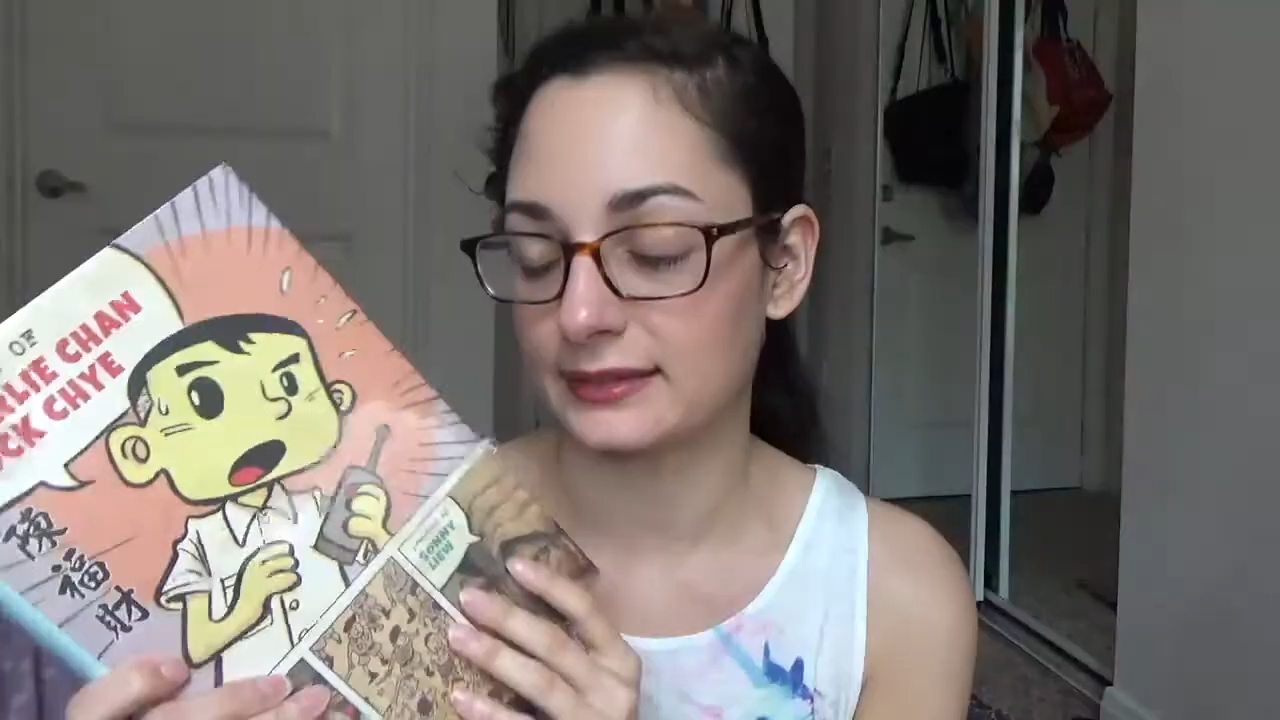 OF
RLIE CHAN
CK CHYE
陳
福
財
SONNY
LIEW